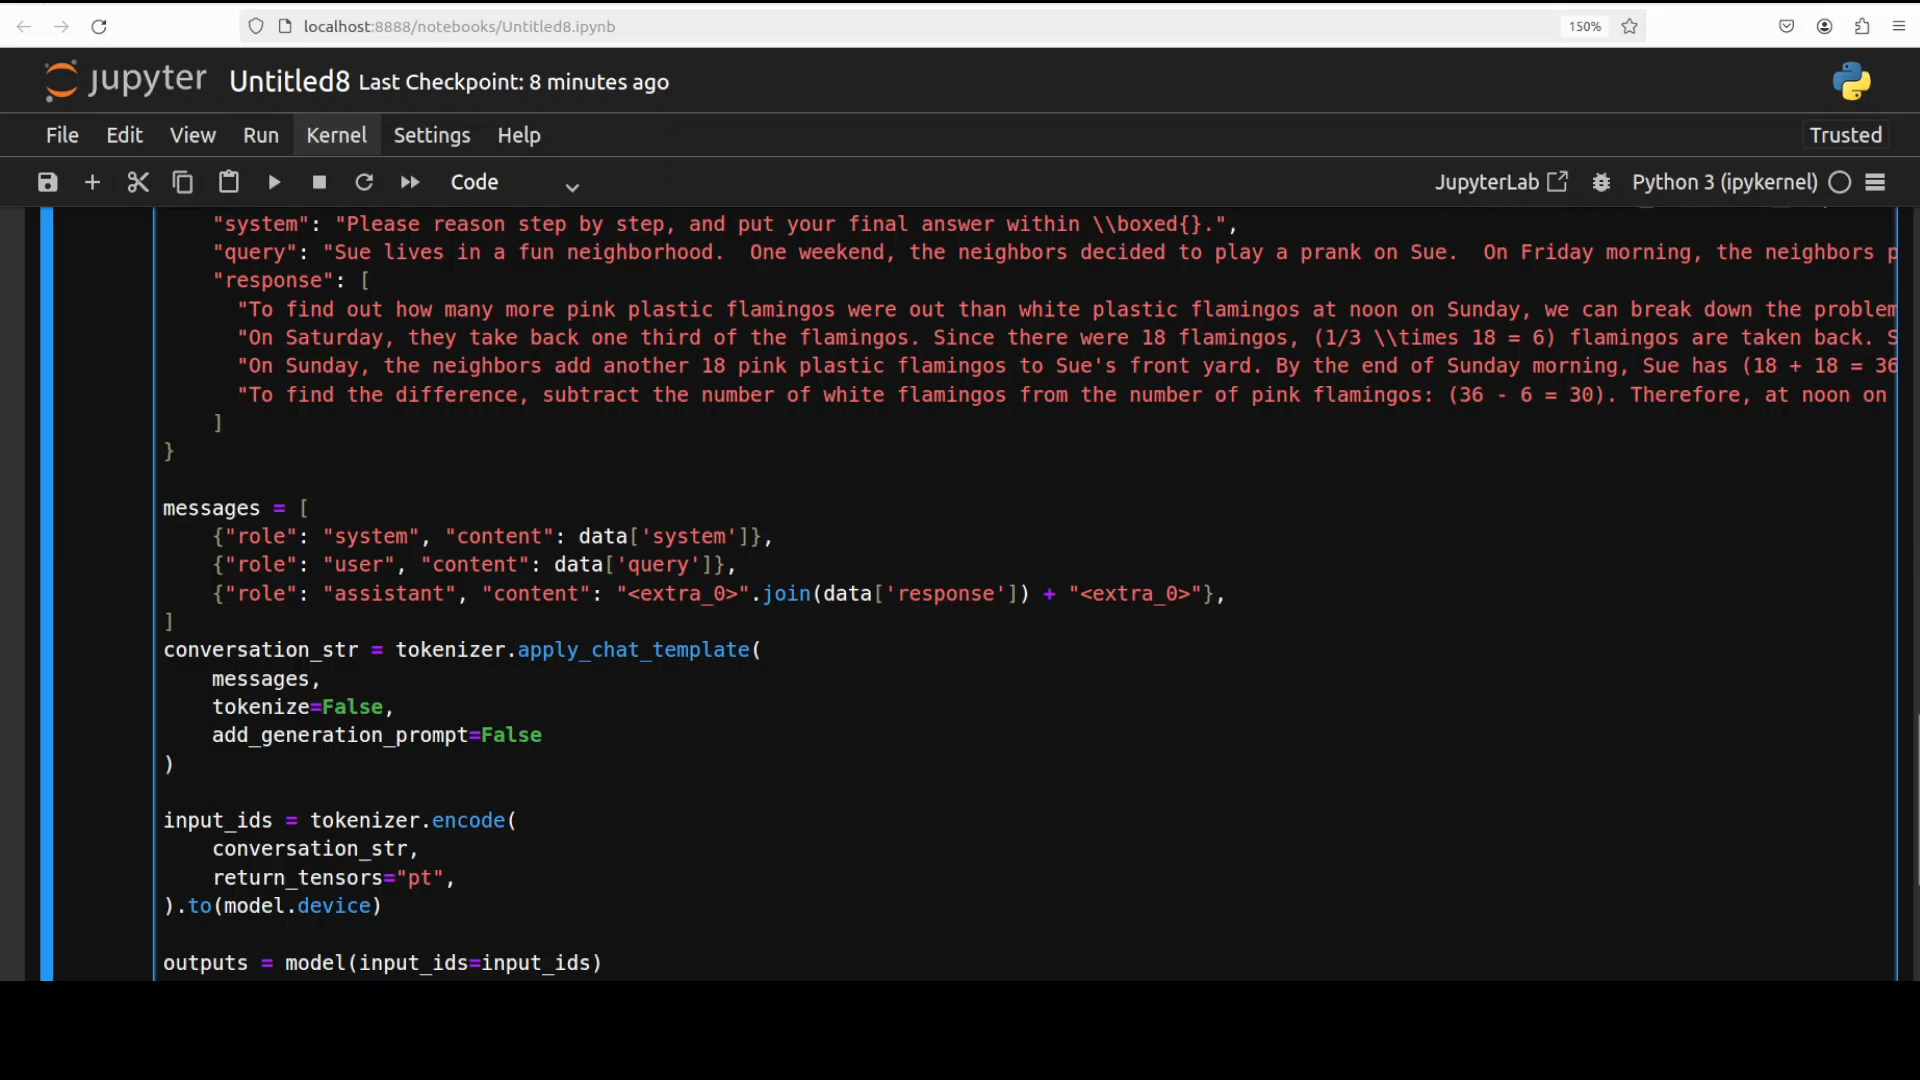 localhost:8888/notebooks/Untitled8.ipynb
150%
jupyter Untitled8 Last Checkpoint: 8 minutes ago
File Edit View Run Kernel Settings Help Trusted
Code JupyterLab Python 3 (ipykernel)
"system": "Please reason step by step, and put your final answer within \\boxed{}.",
"query": "Sue lives in a fun neighborhood.  One weekend, the neighbors decided to play a prank on Sue.  On Friday morning, the neighbors p
"response": [
"To find out how many more pink plastic flamingos were out than white plastic flamingos at noon on Sunday, we can break down the problem
"On Saturday, they take back one third of the flamingos. Since there were 18 flamingos, (1/3 \\times 18 = 6) flamingos are taken back. S
"On Sunday, the neighbors add another 18 pink plastic flamingos to Sue's front yard. By the end of Sunday morning, Sue has (18 + 18 = 36
"To find the difference, subtract the number of white flamingos from the number of pink flamingos: (36 - 6 = 30). Therefore, at noon on
]
}
messages = [
{"role": "system", "content": data['system']},
{"role": "user", "content": data['query']},
{"role": "assistant", "content": "<extra_0>".join(data['response']) + "<extra_0>"},
]
conversation_str = tokenizer.apply_chat_template(
messages,
tokenize=False,
add_generation_prompt=False
)
input_ids = tokenizer.encode(
conversation_str,
return_tensors="pt",
).to(model.device)
outputs = model(input_ids=input_ids)